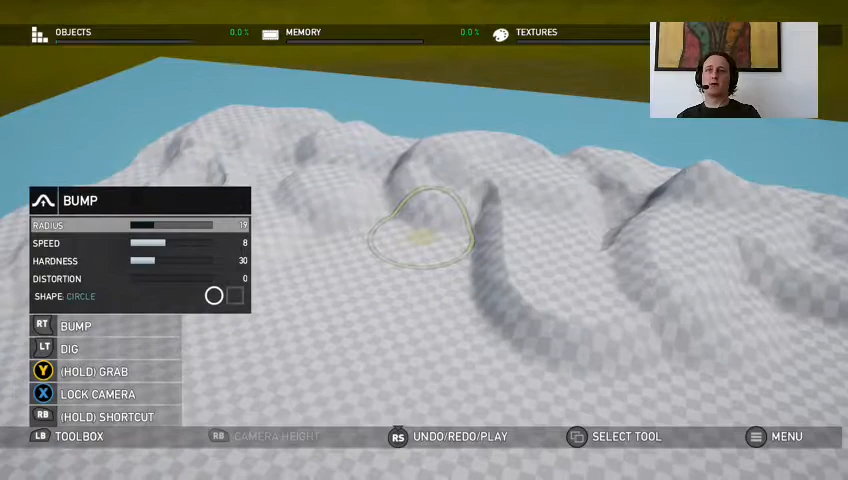 OBJECTS 0.0% MEMORY 0.0% TEXTURES
BUMP
RADIUS 19
SPEED 8
HARDNESS 30
DISTORTION 0
SHAPE: CIRCLE
RT BUMP
LT DIG
Y (HOLD) GRAB
X LOCK CAMERA
RB (HOLD) SHORTCUT
LB TOOLBOX RB CAMERA HEIGHT RS UNDO/REDO/PLAY SELECT TOOL MENU